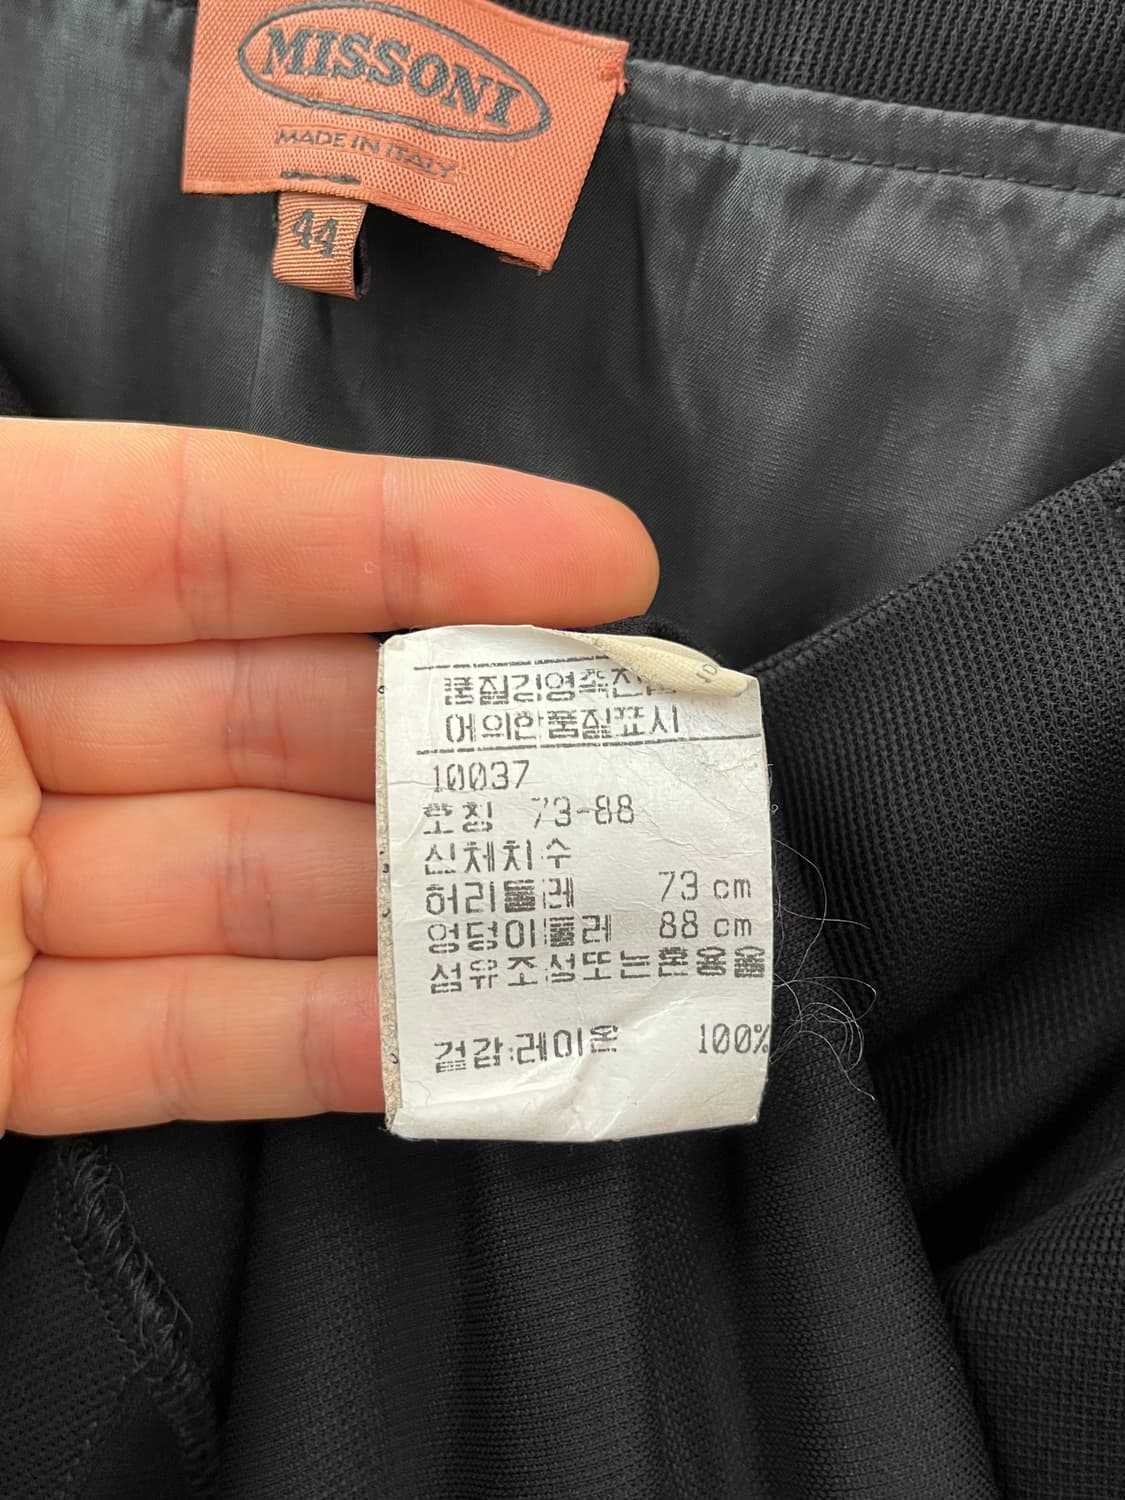 MISSONI
MADE IN ITALY
44
10
품질경영촉진
에의한품질표시
10037
호칭 73-88
신체치수
허리둘레 73 cm
엉덩이둘레 88 cm
섬유조성또는혼용율
겉감:레이온 100%